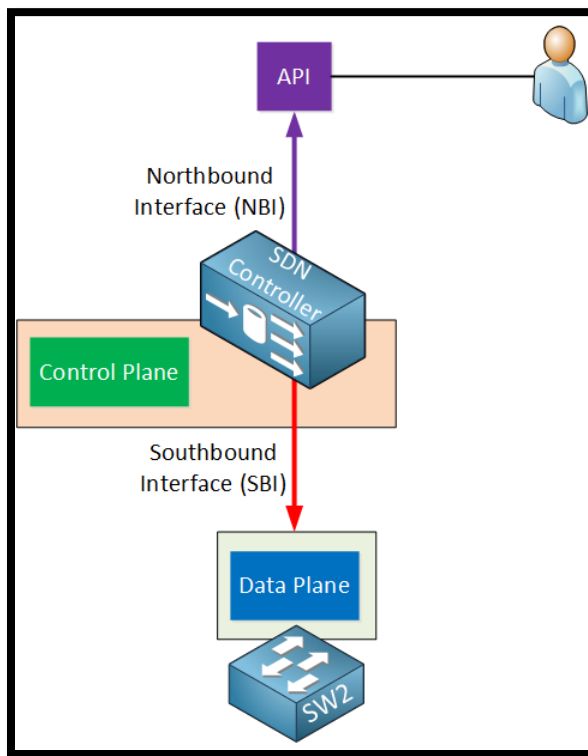 API
Northbound
Interface (NBI)
SDN
Controller
Control Plane
Southbound
Interface (SBI)
Data Plane
SW2